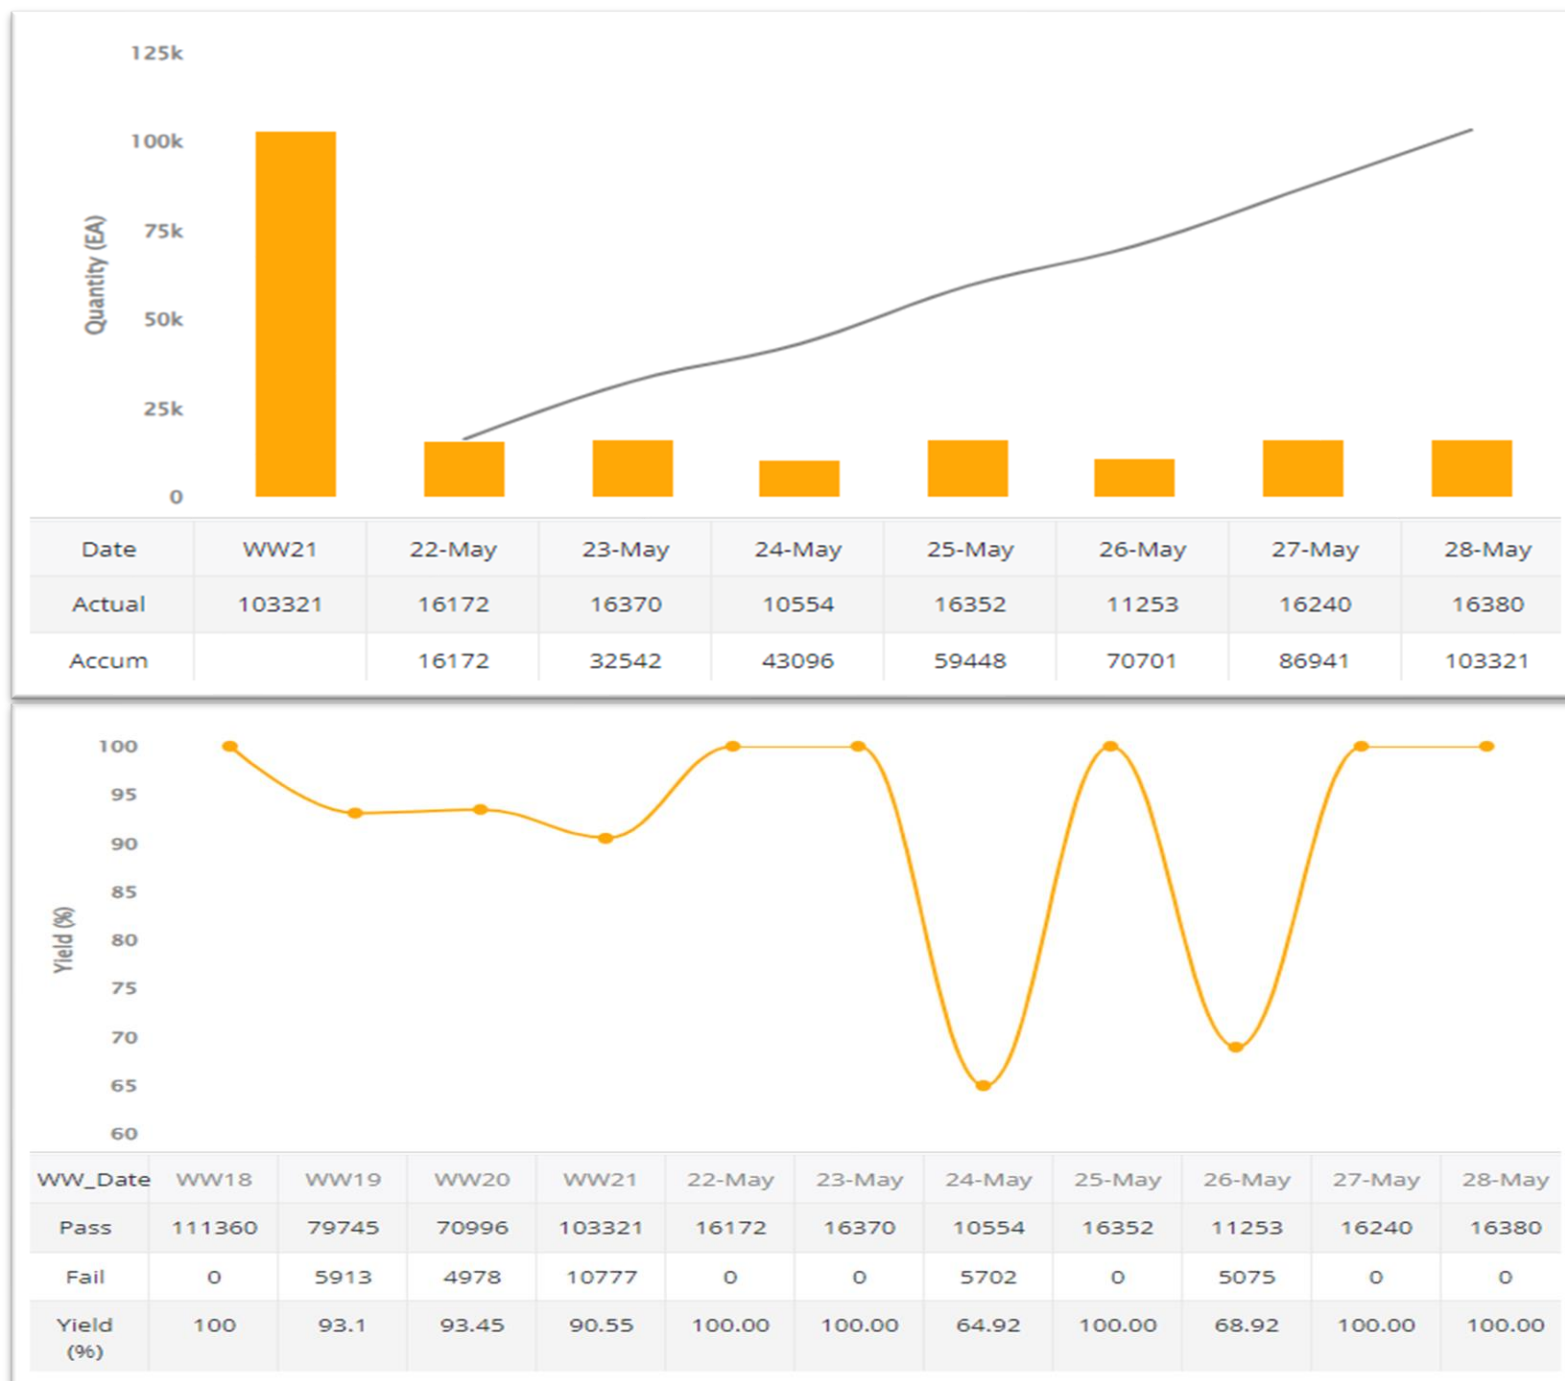 125k
100k
75k
50k
25k
0
Quantity (EA)
Date WW21 22-May 23-May 24-May 25-May 26-May 27-May 28-May
Actual 103321 16172 16370 10554 16352 11253 16240 16380
Accum 16172 32542 43096 59448 70701 86941 103321
100
95
90
85
80
75
70
65
60
Yield (%)
WW_Date WW18 WW19 WW20 WW21 22-May 23-May 24-May 25-May 26-May 27-May 28-May
Pass 111360 79745 70996 103321 16172 16370 10554 16352 11253 16240 16380
Fail 0 5913 4978 10777 0 0 5702 0 5075 0 0
Yield (%) 100 93.1 93.45 90.55 100.00 100.00 64.92 100.00 68.92 100.00 100.00